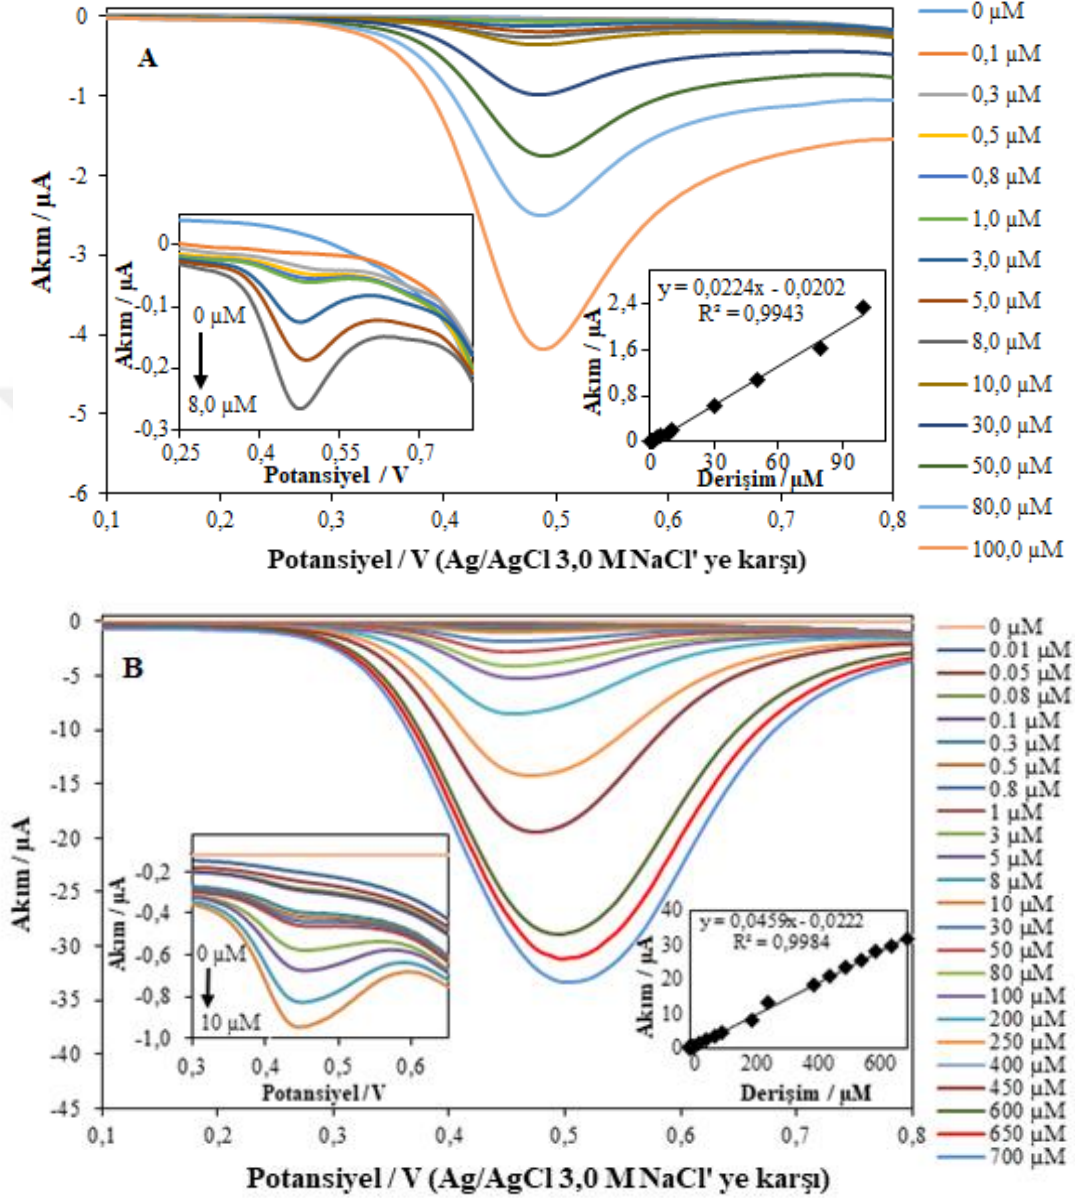 A
0
-1
-2
-3
-4
-5
-6
Akım / µA
0,1
0,2
0,3
0,4
0,5
0,6
0,7
0,8
Potansiyel / V (Ag/AgCl 3,0 M NaCl' ye karşı)
0
-0,1
-0,2
-0,3
Akım / µA
0 µM
8,0 µM
0,25
0,4
0,55
0,7
Potansiyel / V
y = 0,0224x - 0,0202
R² = 0,9943
2,4
1,6
0,8
0
Akım / µA
0
30
60
90
Derişim / µM
0 µM
0,1 µM
0,3 µM
0,5 µM
0,8 µM
1,0 µM
3,0 µM
5,0 µM
8,0 µM
10,0 µM
30,0 µM
50,0 µM
80,0 µM
100,0 µM
B
0
-5
-10
-15
-20
-25
-30
-35
-40
-45
Akım / µA
0,1
0,2
0,3
0,4
0,5
0,6
0,7
0,8
Potansiyel / V (Ag/AgCl 3,0 M NaCl' ye karşı)
-0,2
-0,4
-0,6
-0,8
-1,0
Akım / µA
0 µM
10 µM
0,3
0,4
0,5
0,6
Potansiyel / V
y = 0,0459x - 0,0222
R² = 0,9984
40
30
20
10
0
Akım / µA
0
200
400
600
Derişim / µM
0 µM
0.01 µM
0.05 µM
0.08 µM
0.1 µM
0.3 µM
0.5 µM
0.8 µM
1 µM
3 µM
5 µM
8 µM
10 µM
30 µM
50 µM
80 µM
100 µM
200 µM
250 µM
400 µM
450 µM
600 µM
650 µM
700 µM